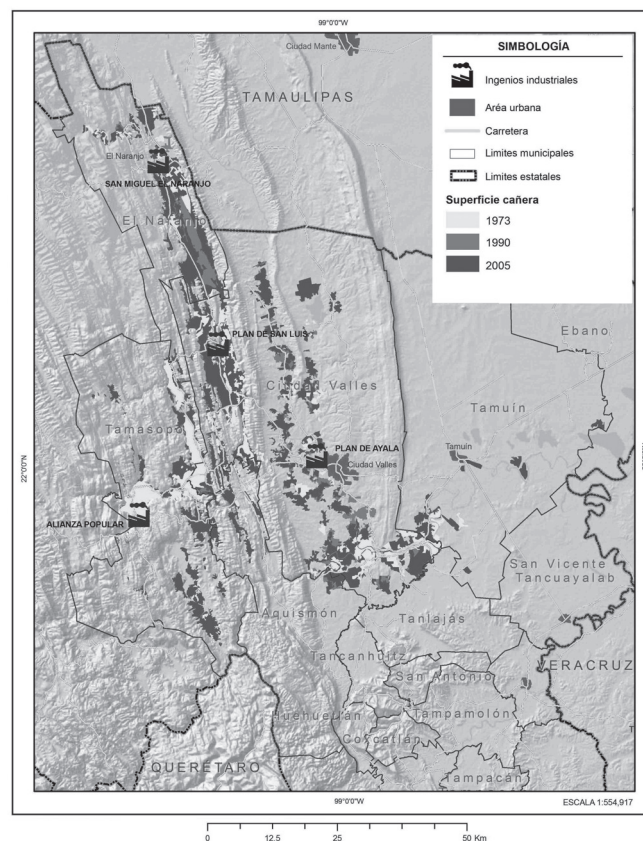 99°0'0"W
Ciudad Mante
TAMAULIPAS
SIMBOLOGÍA
Ingenios industriales
Aréa urbana
Carretera
Limites municipales
Limites estatales
Superficie cañera
1973
1990
2005
El Naranjo
SAN MIGUEL EL NARANJO
El Naranjo
PLAN DE SAN LUIS
Ebano
Ciudad Valles
Tamuín
Tamasopo
PLAN DE AYALA
Tamuin
Ciudad Valles
22°0'0"N
ALIANZA POPULAR
San Vicente
Tancuayalab
Aquismón
Tanlajás
Tancanhuitz
VERACRUZ
San Antonio
Huehuetlán
Tampamolón
Coxcatlán
QUERÉTARO
Tampacán
99°0'0"W
ESCALA 1:554,917
0 12.5 25 50 Km